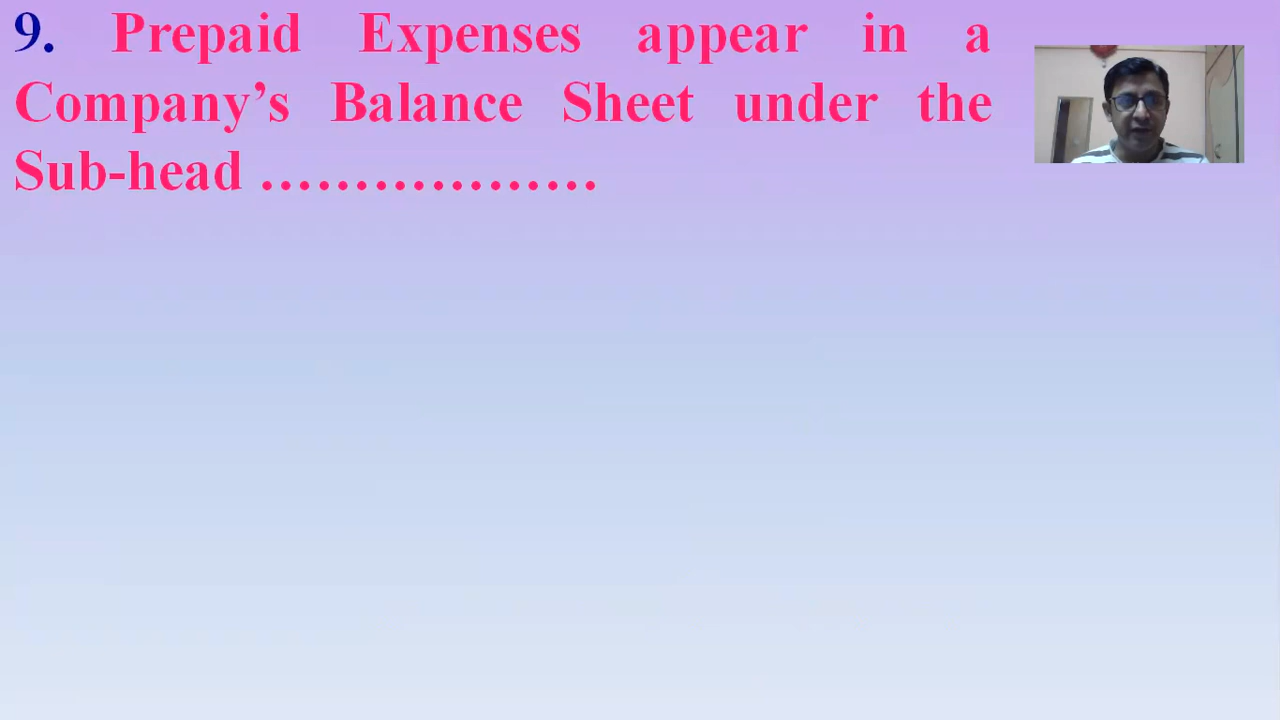 9. Prepaid Expenses appear in a
Company’s Balance Sheet under the
Sub-head ………………